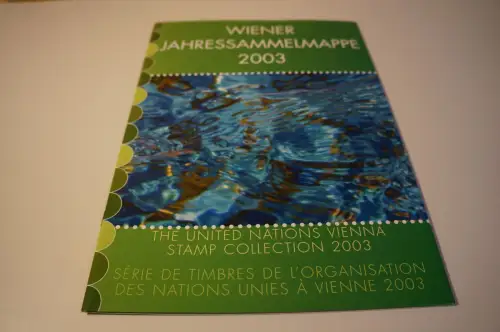 WIENER
JAHRESSAMMELMAPPE
2003
THE UNITED NATIONS VIENNA
STAMP COLLECTION 2003
SÉRIE DE TIMBRES DE L'ORGANISATION
DES NATIONS UNIES À VIENNE 2003